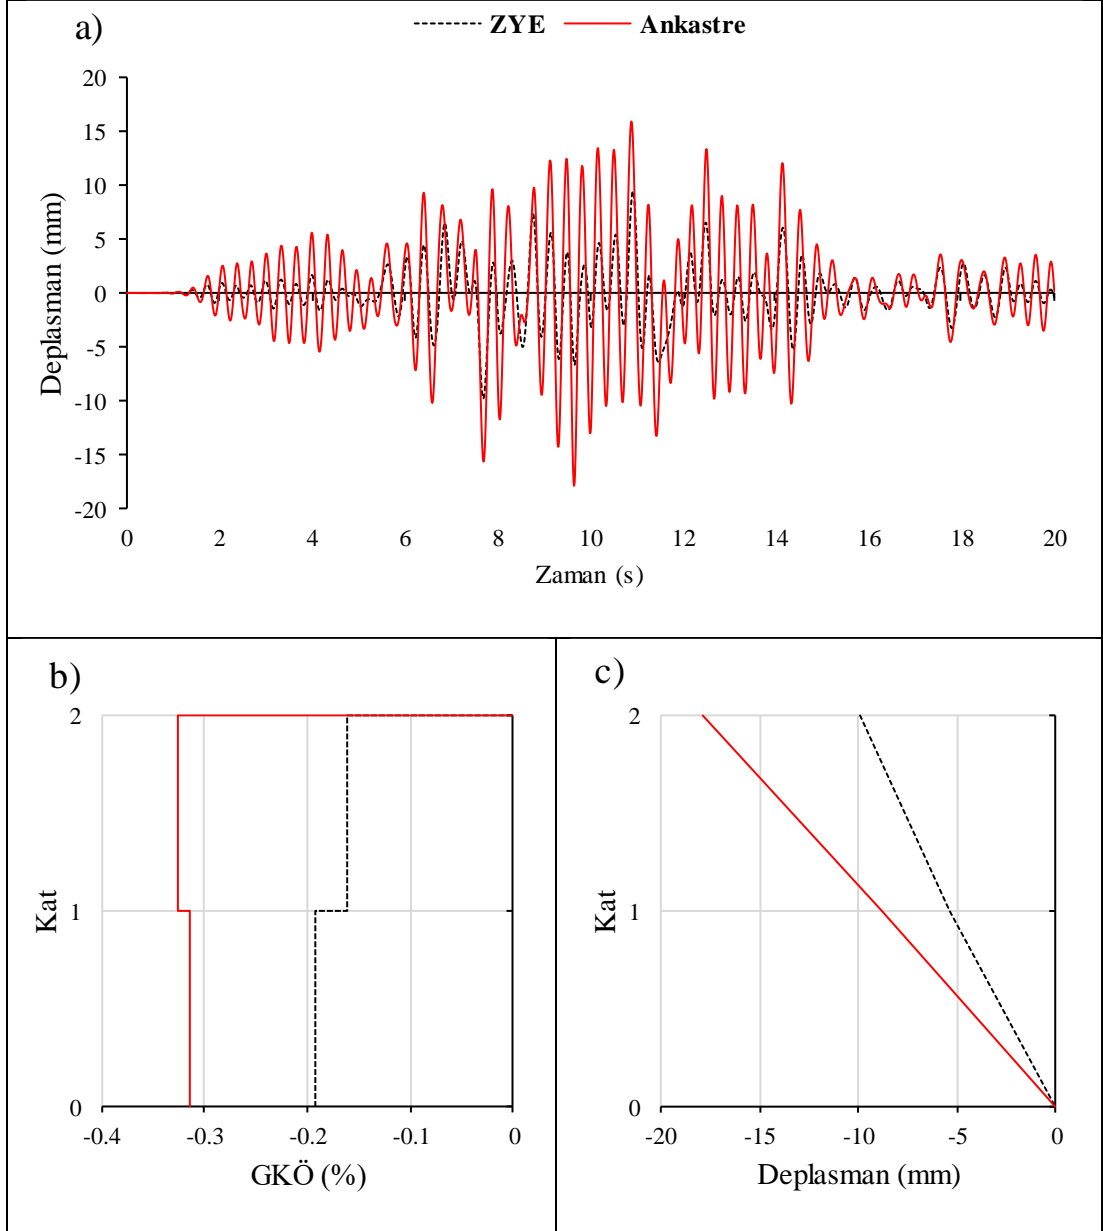 a)
ZYE Ankastre
20
15
10
5
0
-5
-10
-15
-20
Deplasman (mm)
0 2 4 6 8 10 12 14 16 18 20
Zaman (s)
b)
2
1
0
Kat
-0.4 -0.3 -0.2 -0.1 0
GKÖ (%)
c)
2
1
0
Kat
-20 -15 -10 -5 0
Deplasman (mm)